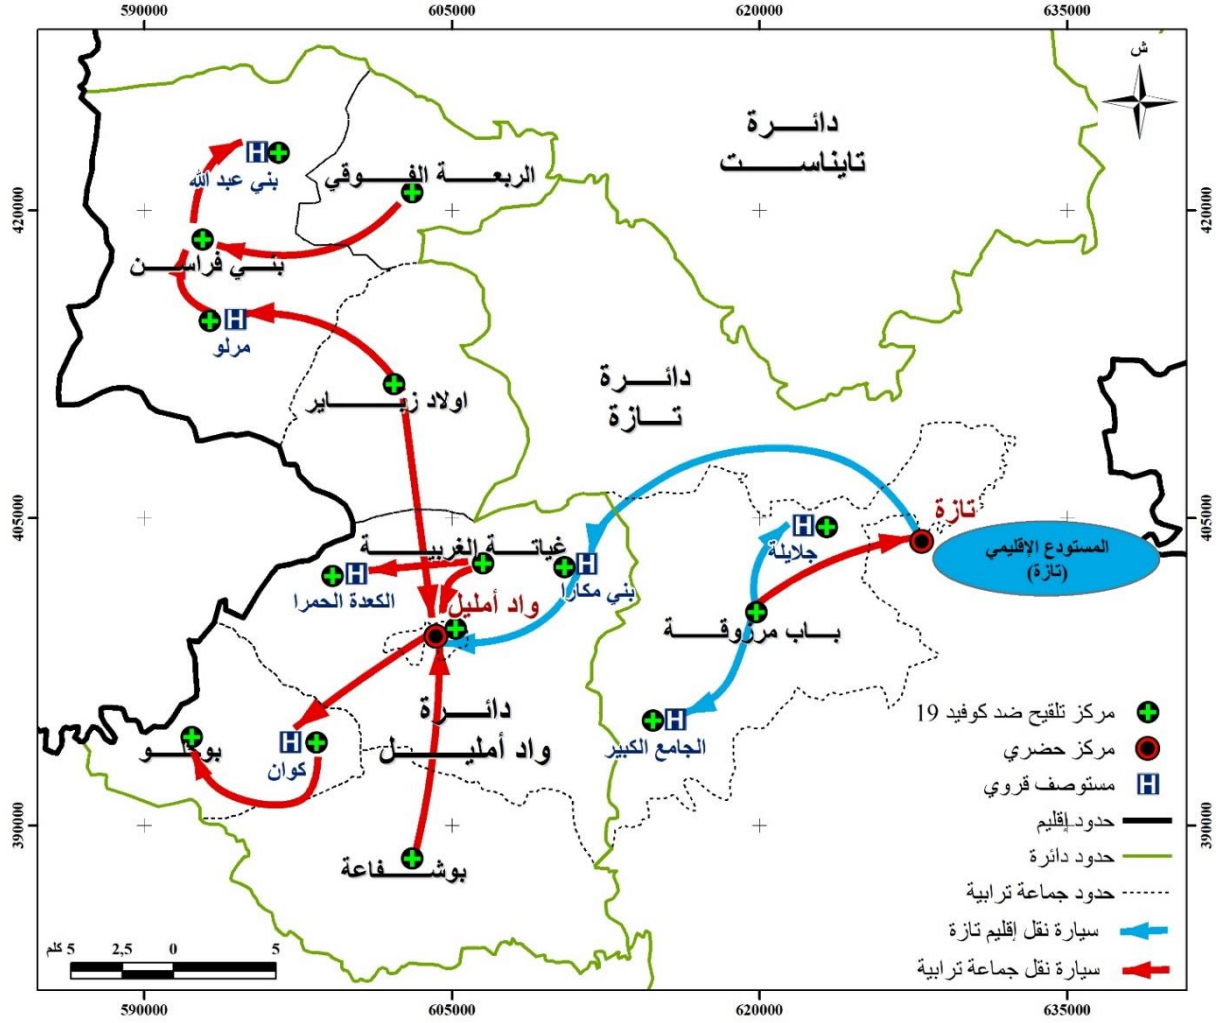 590000 605000 620000 635000
ش
420000 420000
405000 405000
390000 390000
دائـــرة
تايناســـت
الربعـــة الفـــوقي
بني عبد الله
بنـــي فراســـن
مرلو
دائـــرة
تـــازة
اولاد زبـــاير
تازة
المستودع الإقليمي
(تازة)
جلايلة
غياتـــة الغربيـــة
بني مكارا
الكعدة الحمرا
واد أمليل
بـــاب مرزوقـــة
دائـــرة
واد أمليـــل
الجامع الكبير
كوان
بوشـــفاعة
مركز تلقيح ضد كوفيد 19
مركز حضري
مستوصف قروي
حدود إقليم
حدود دائرة
حدود جماعة ترابية
سيارة نقل إقليم تازة
سيارة نقل جماعة ترابية
5 0 2,5 5 كلم
590000 605000 620000 635000